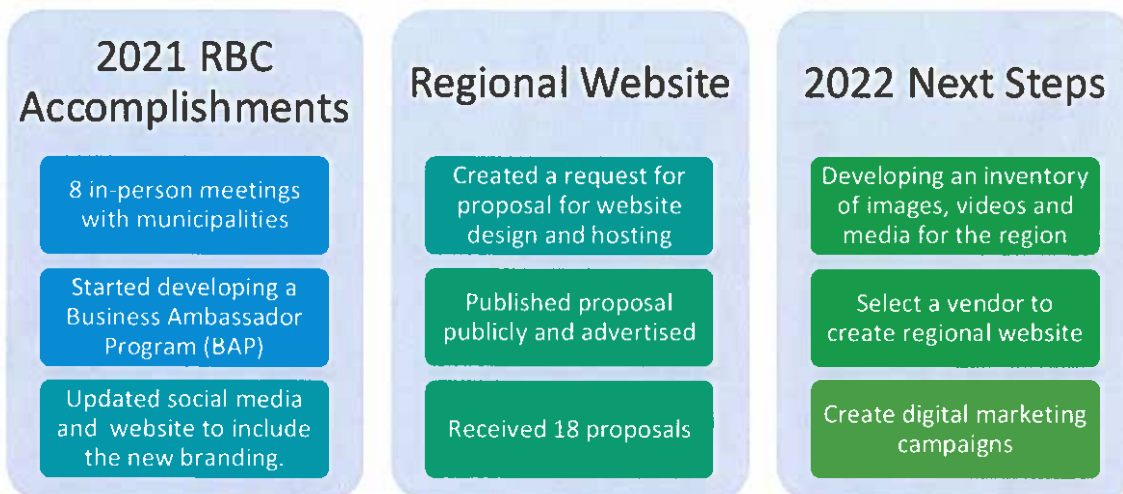 2021 RBC
Accomplishments
8 in-person meetings
with municipalities
Started developing a
Business Ambassador
Program (BAP)
Updated social media
and website to include
the new branding.
Regional Website
Created a request for
proposal for website
design and hosting
Published proposal
publicly and advertised
Received 18 proposals
2022 Next Steps
Developing an inventory
of images, videos and
media for the region
Select a vendor to
create regional website
Create digital marketing
campaigns